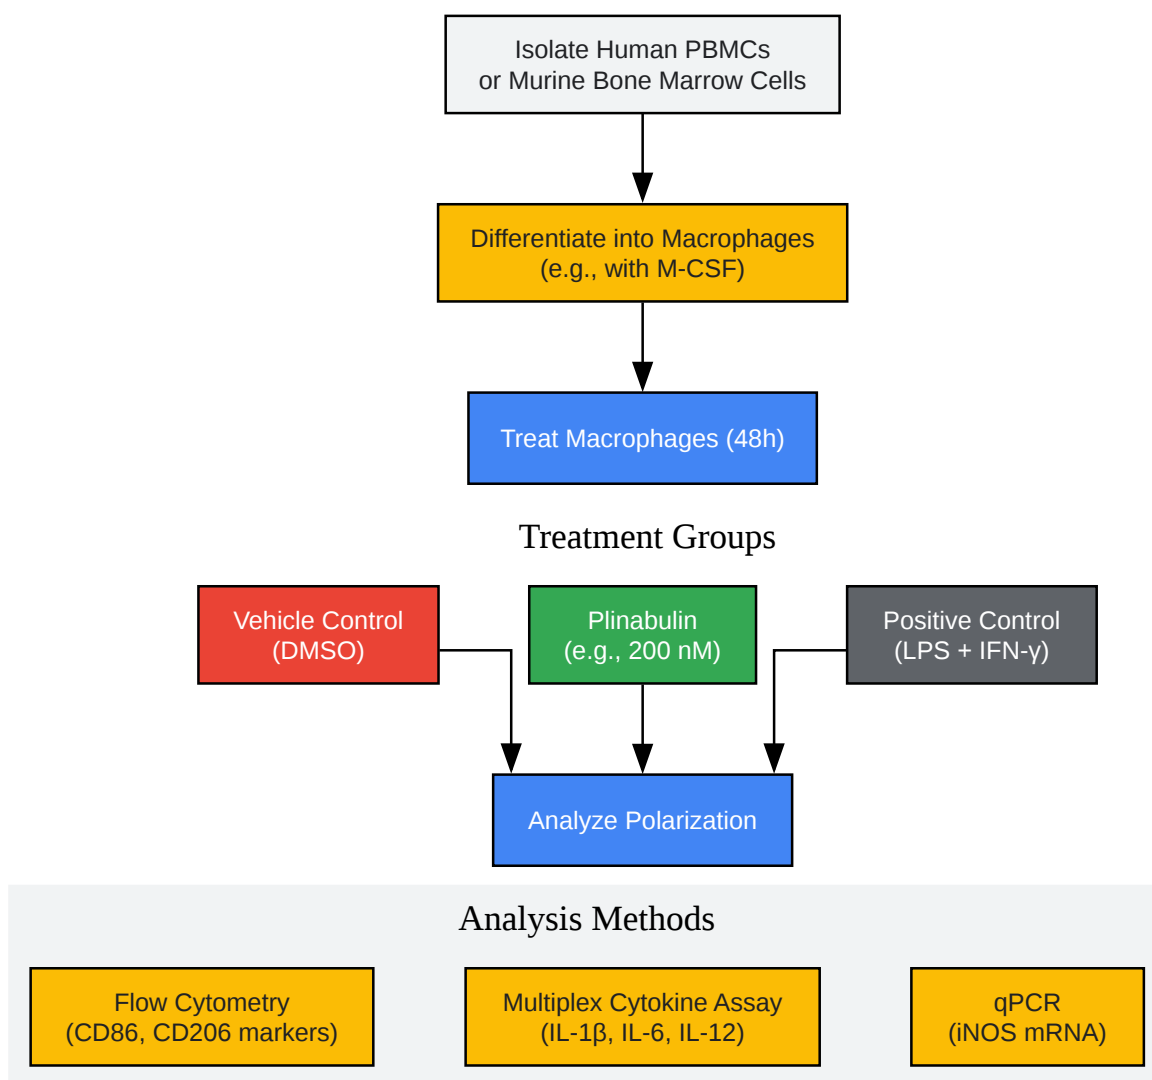 Isolate Human PBMCs
or Murine Bone Marrow Cells
Differentiate into Macrophages
(e.g., with M-CSF)
Treat Macrophages (48h)
Treatment Groups
Vehicle Control
(DMSO)
Plinabulin
(e.g., 200 nM)
Positive Control
(LPS + IFN-γ)
Analyze Polarization
Analysis Methods
Flow Cytometry
(CD86, CD206 markers)
Multiplex Cytokine Assay
(IL-1β, IL-6, IL-12)
qPCR
(iNOS mRNA)